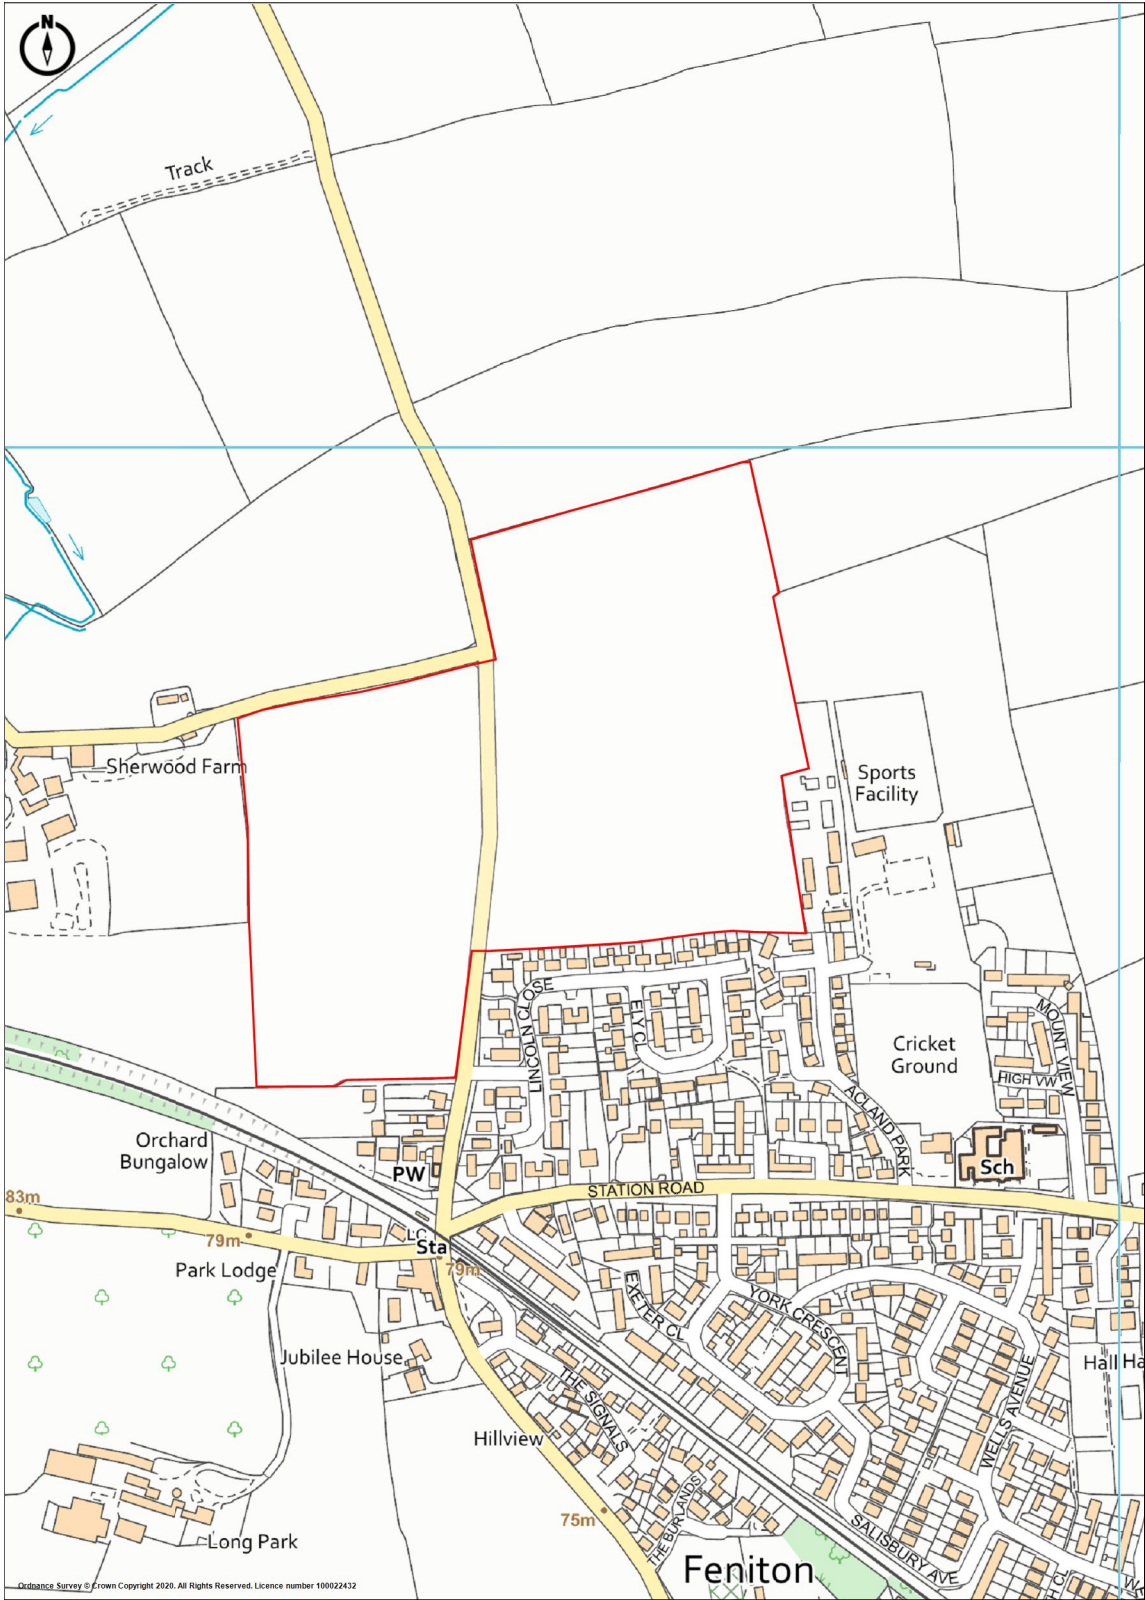 N
Track
Sherwood Farm
Sports
Facility
LINCOLN CLOSE
ELY CL
Cricket
Ground
MOUNT VIEW
HIGH VW
ACLAND PARK
Orchard
Bungalow
PW
Sch
83m
STATION ROAD
79m
LC
Sta
79m
Park Lodge
EXETER CL
YORK CRESCENT
Jubilee House
THE SIGNALS
WELLS AVENUE
Hall
Ha
Hillview
75m
THE BURLANDS
SALISBURY AVE
Long Park
Feniton
H CL
WE
Ordnance Survey © Crown Copyright 2020. All Rights Reserved. Licence number 100022432